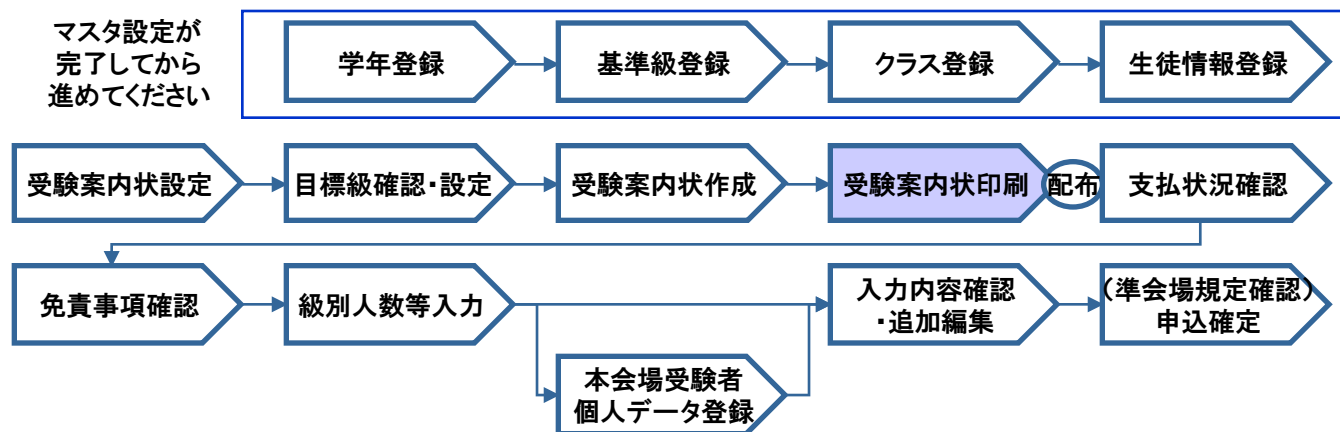 マスタ設定が
完了してから
進めてください
学年登録
基準級登録
クラス登録
生徒情報登録
受験案内状設定
目標級確認・設定
受験案内状作成
受験案内状印刷
配布
支払状況確認
免責事項確認
級別人数等入力
入力内容確認
・追加編集
（準会場規定確認）
申込確定
本会場受験者
個人データ登録